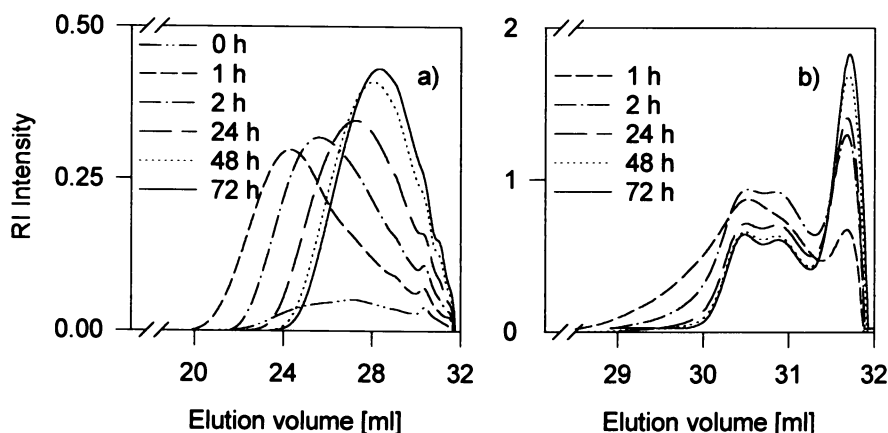 0.50
0.25
0.00
RI Intensity
0 h
1 h
2 h
24 h
48 h
72 h
a)
20
24
28
32
Elution volume [ml]
2
1
0
1 h
2 h
24 h
48 h
72 h
b)
29
30
31
32
Elution volume [ml]